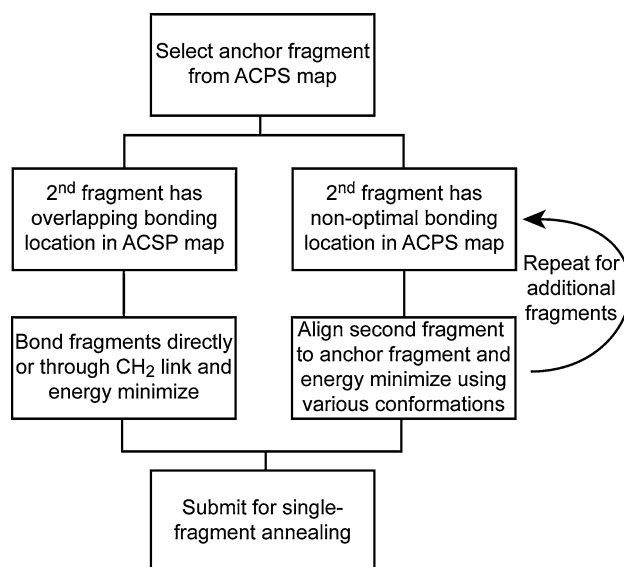 Select anchor fragment
from ACPS map
2nd fragment has
overlapping bonding
location in ACSP map
2nd fragment has
non-optimal bonding
location in ACPS map
Repeat for
additional
fragments
Bond fragments directly
or through CH2 link and
energy minimize
Align second fragment
to anchor fragment and
energy minimize using
various conformations
Submit for single-
fragment annealing